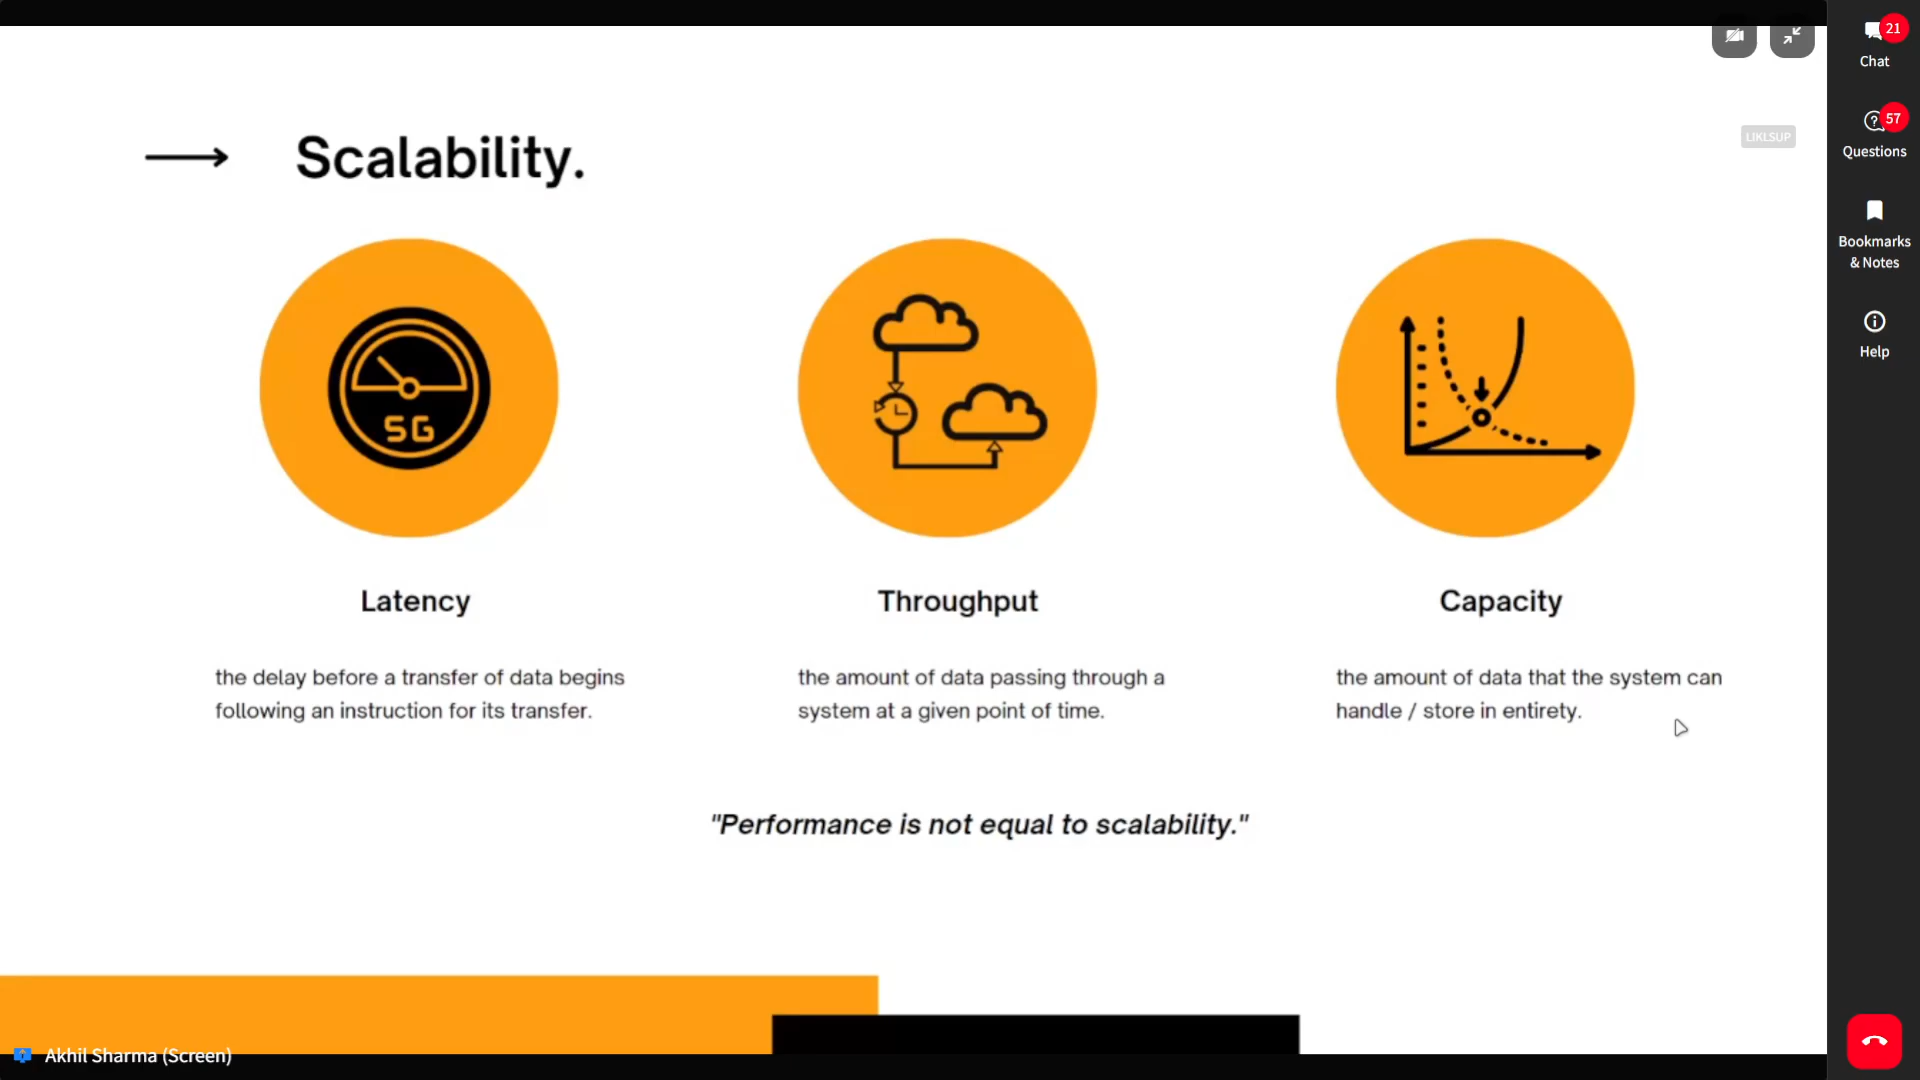 21
Chat
57
Questions
Bookmarks
& Notes
Help
LIKLSUP
Scalability.
5G
Latency
the delay before a transfer of data begins
following an instruction for its transfer.
Throughput
the amount of data passing through a
system at a given point of time.
Capacity
the amount of data that the system can
handle / store in entirety.
"Performance is not equal to scalability."
Akhil Sharma (Screen)